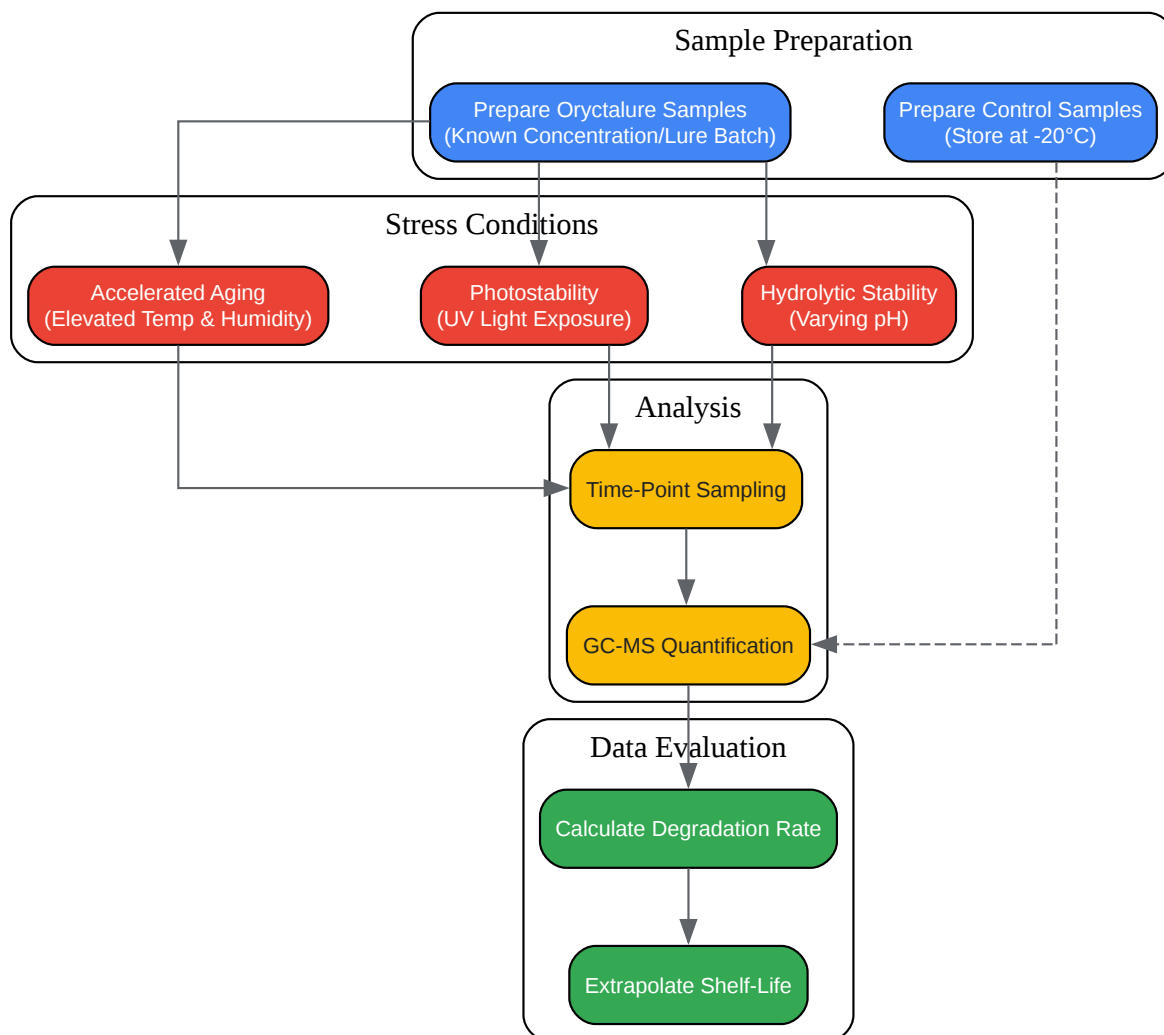 Sample Preparation
Prepare Oryctalure Samples
(Known Concentration/Lure Batch)
Prepare Control Samples
(Store at -20°C)
Stress Conditions
Accelerated Aging
(Elevated Temp & Humidity)
Photostability
(UV Light Exposure)
Hydrolytic Stability
(Varying pH)
Analysis
Time-Point Sampling
GC-MS Quantification
Data Evaluation
Calculate Degradation Rate
Extrapolate Shelf-Life